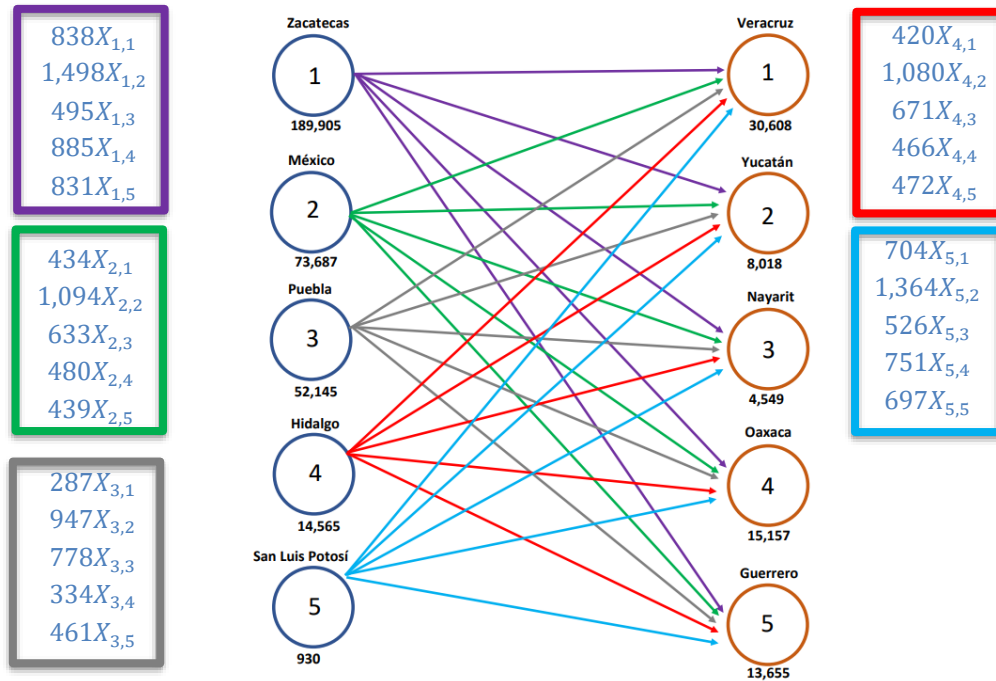 838X1,1
1,498X1,2
495X1,3
885X1,4
831X1,5
434X2,1
1,094X2,2
633X2,3
480X2,4
439X2,5
287X3,1
947X3,2
778X3,3
334X3,4
461X3,5
Zacatecas
1
189,905
México
2
73,687
Puebla
3
52,145
Hidalgo
4
14,565
San Luis Potosí
5
930
Veracruz
1
30,608
Yucatán
2
8,018
Nayarit
3
4,549
Oaxaca
4
15,157
Guerrero
5
13,655
420X4,1
1,080X4,2
671X4,3
466X4,4
472X4,5
704X5,1
1,364X5,2
526X5,3
751X5,4
697X5,5